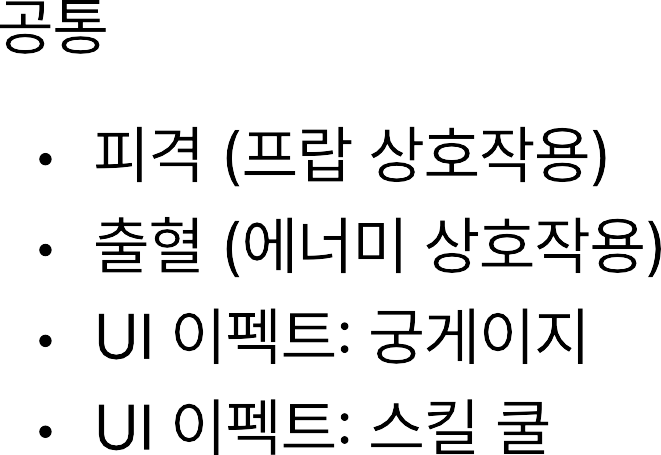 공통
• 피격 (프랍 상호작용)
• 출혈 (에너미 상호작용)
• UI 이펙트: 궁게이지
• UI 이펙트: 스킬 쿨